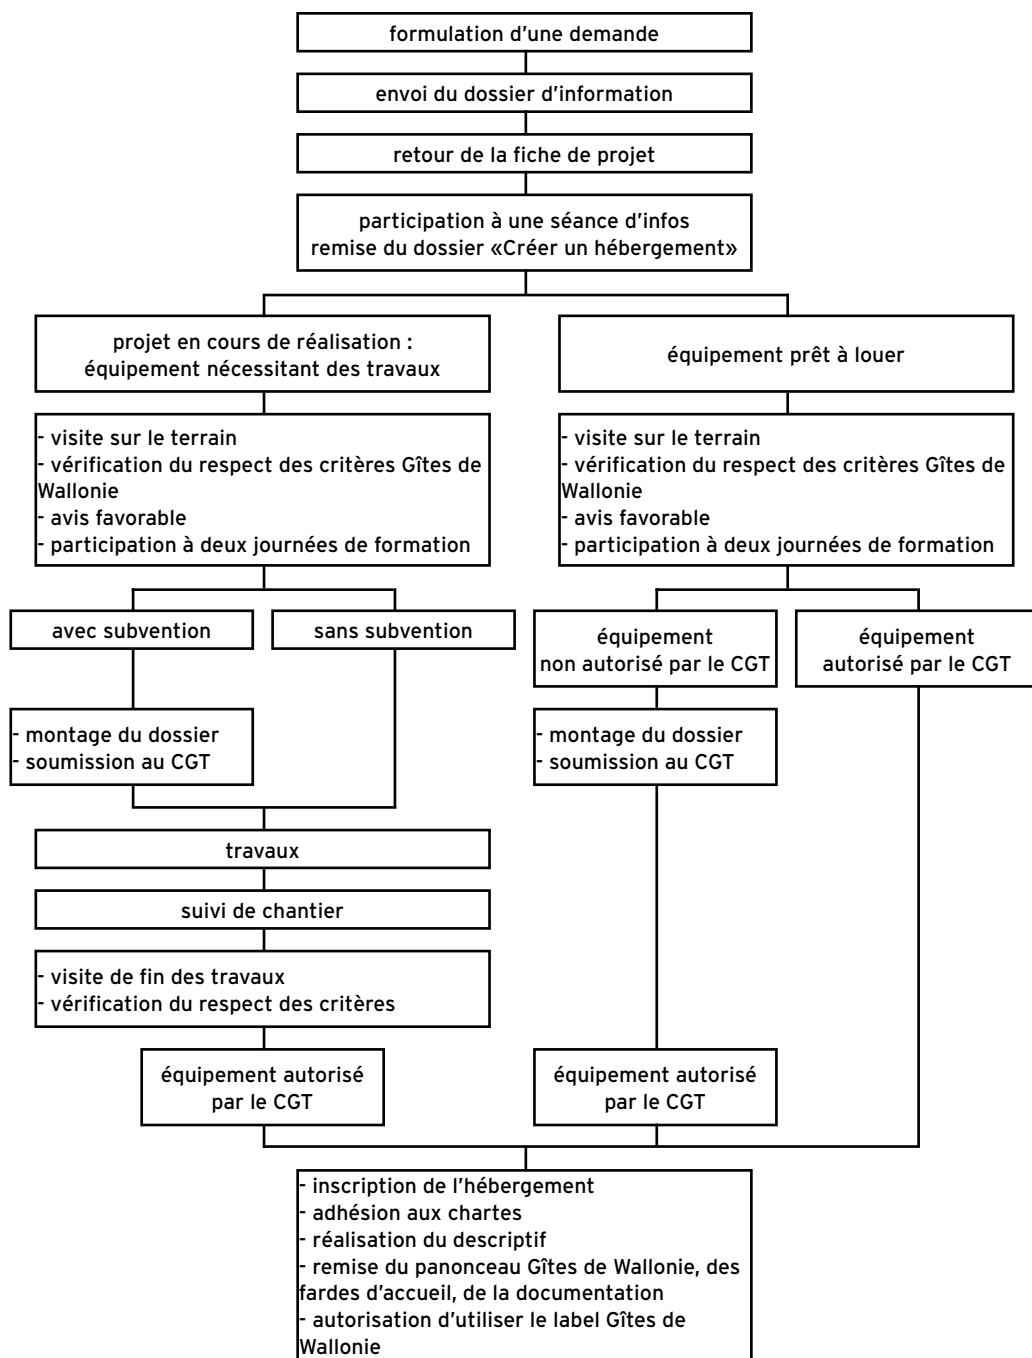 formulation d'une demande
envoi du dossier d'information
retour de la fiche de projet
participation à une séance d'infos
remise du dossier «Créer un hébergement»
projet en cours de réalisation :
équipement nécessitant des travaux
équipement prêt à louer
- visite sur le terrain
- vérification du respect des critères Gîtes de
Wallonie
- avis favorable
- participation à deux journées de formation
- visite sur le terrain
- vérification du respect des critères Gîtes de
Wallonie
- avis favorable
- participation à deux journées de formation
avec subvention
sans subvention
équipement
non autorisé par le CGT
équipement
autorisé par le CGT
- montage du dossier
- soumission au CGT
- montage du dossier
- soumission au CGT
travaux
suivi de chantier
- visite de fin des travaux
- vérification du respect des critères
équipement autorisé
par le CGT
équipement autorisé
par le CGT
- inscription de l'hébergement
- adhésion aux chartes
- réalisation du descriptif
- remise du panonceau Gîtes de Wallonie, des
fardes d'accueil, de la documentation
- autorisation d'utiliser le label Gîtes de
Wallonie